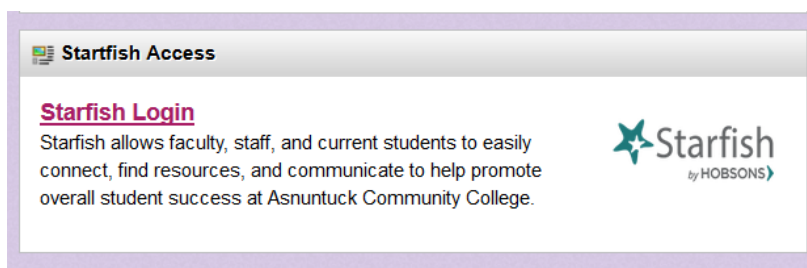 Startfish Access
Starfish Login
Starfish allows faculty, staff, and current students to easily
connect, find resources, and communicate to help promote
overall student success at Asnuntuck Community College.
Starfish
by HOBSONS